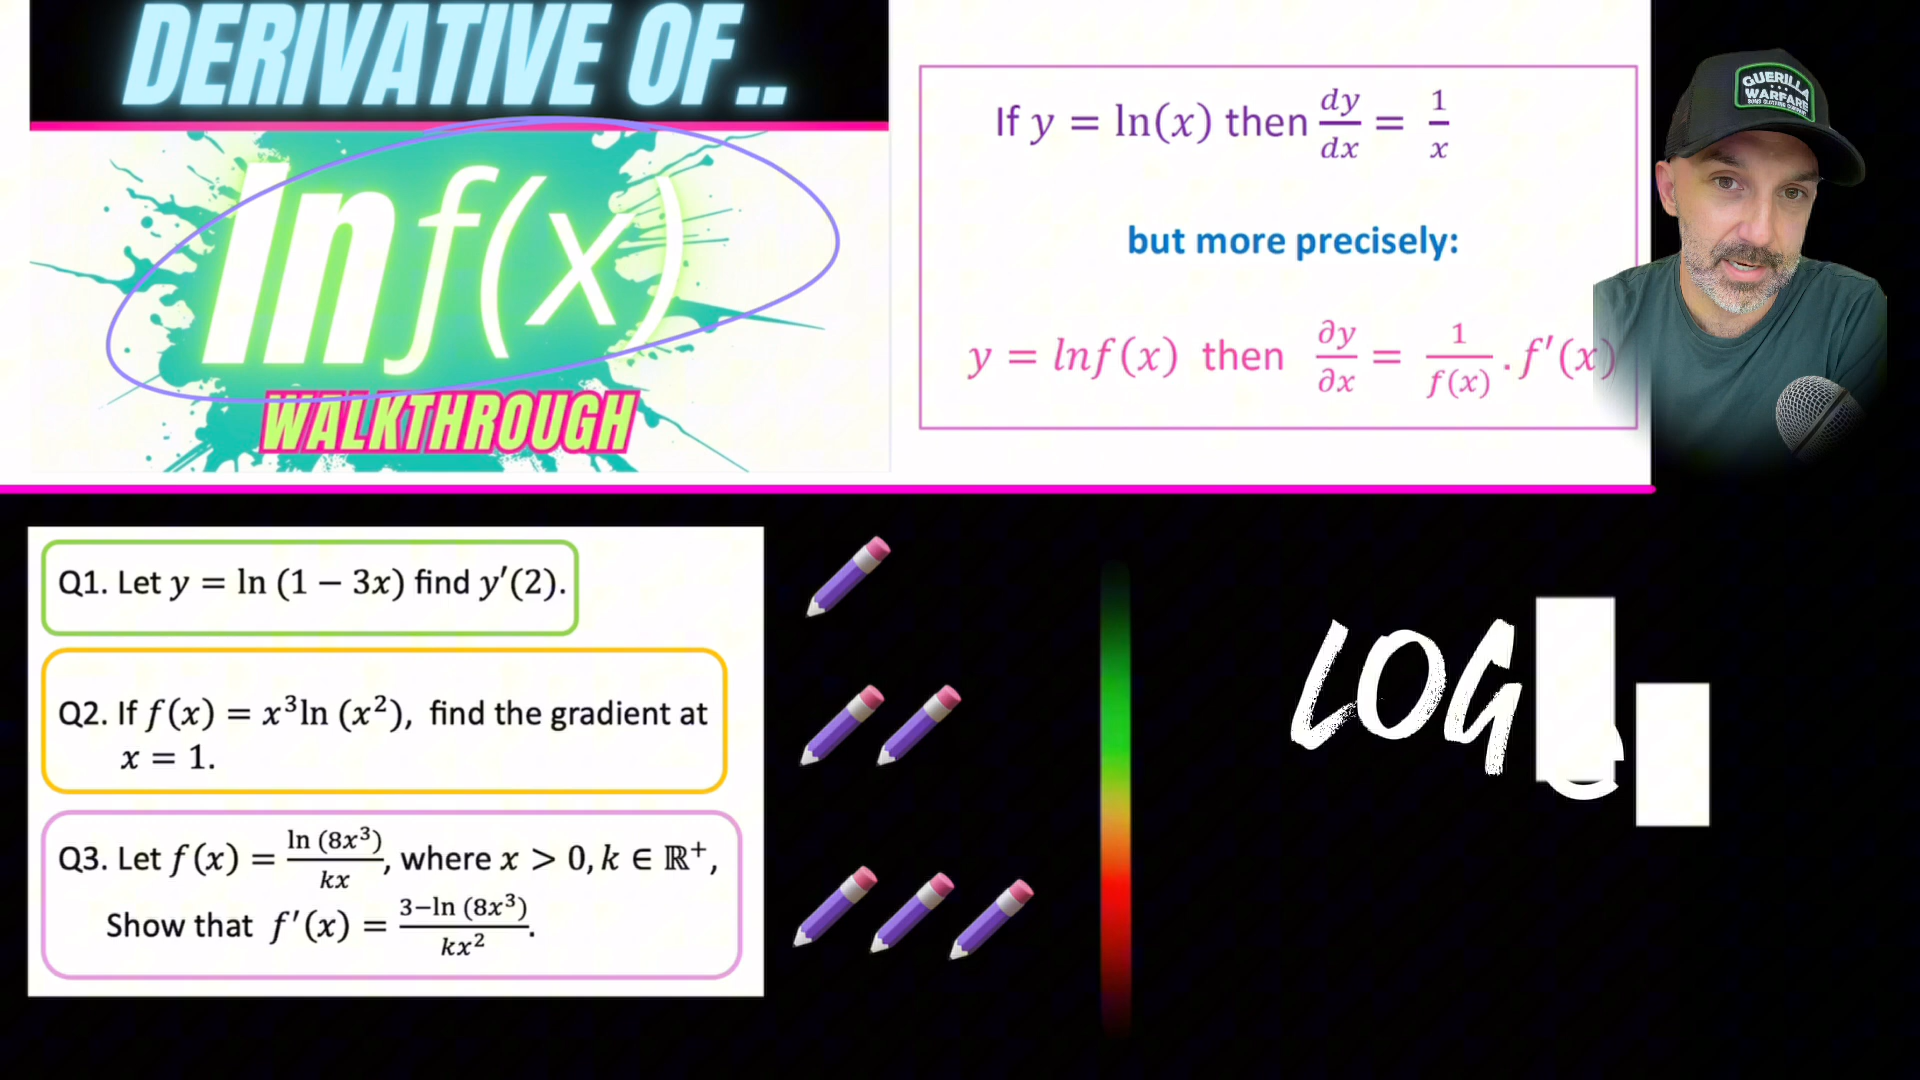 DERIVATIVE OF..
ln f(x)
WALKTHROUGH
If y = ln(x) then dy/dx = 1/x
but more precisely:
y = lnf(x) then ∂y/∂x = 1/f(x) . f′(x)
GUERILLA
WARFARE
Q1. Let y = ln (1 − 3x) find y′(2).
Q2. If f(x) = x³ln (x²), find the gradient at
x = 1.
Q3. Let f(x) = ln (8x³)/kx, where x > 0, k ∈ ℝ⁺,
Show that f′(x) = 3−ln (8x³)/kx².
LOG